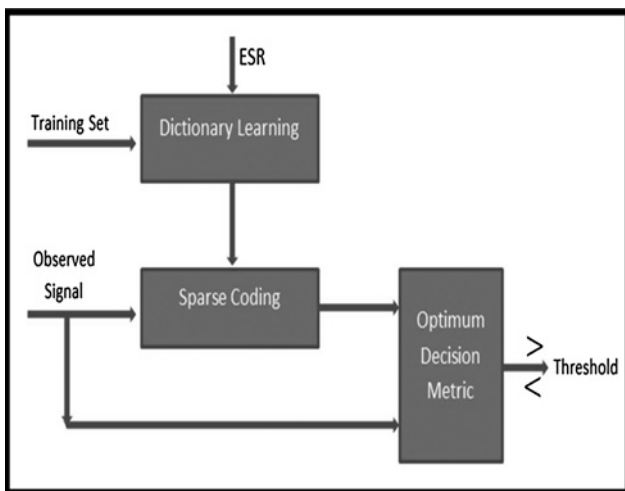 ESR
Training Set
Dictionary Learning
Observed
Signal
Sparse Coding
Optimum
Decision
Metric
>
Threshold
<